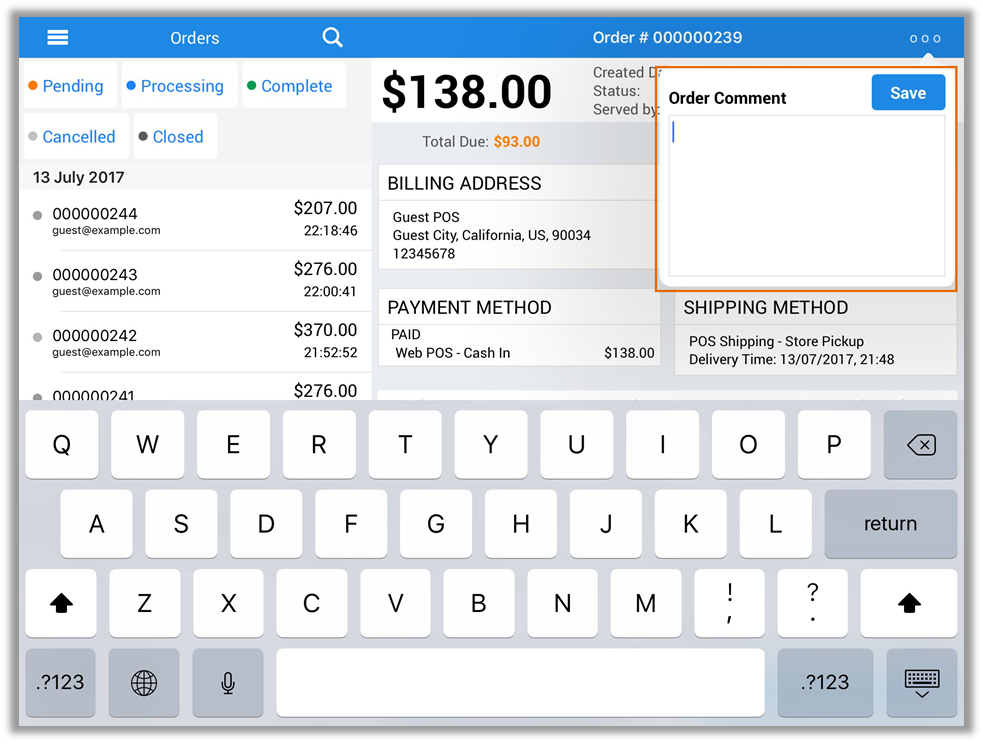 Orders
Order # 000000239
Pending
Processing
Complete
Cancelled
Closed
13 July 2017
000000244
$207.00
guest@example.com
22:18:46
000000243
$276.00
guest@example.com
22:00:41
000000242
$370.00
guest@example.com
21:52:52
000000241
$276.00
$138.00
Created
Status:
Served by:
Total Due: $93.00
Order Comment
Save
BILLING ADDRESS
Guest POS
Guest City, California, US, 90034
12345678
PAYMENT METHOD
PAID
Web POS - Cash In
$138.00
SHIPPING METHOD
POS Shipping - Store Pickup
Delivery Time: 13/07/2017, 21:48
Q W E R T Y U I O P
A S D F G H J K L return
Z X C V B N M ! , ? .
.?123 .?123